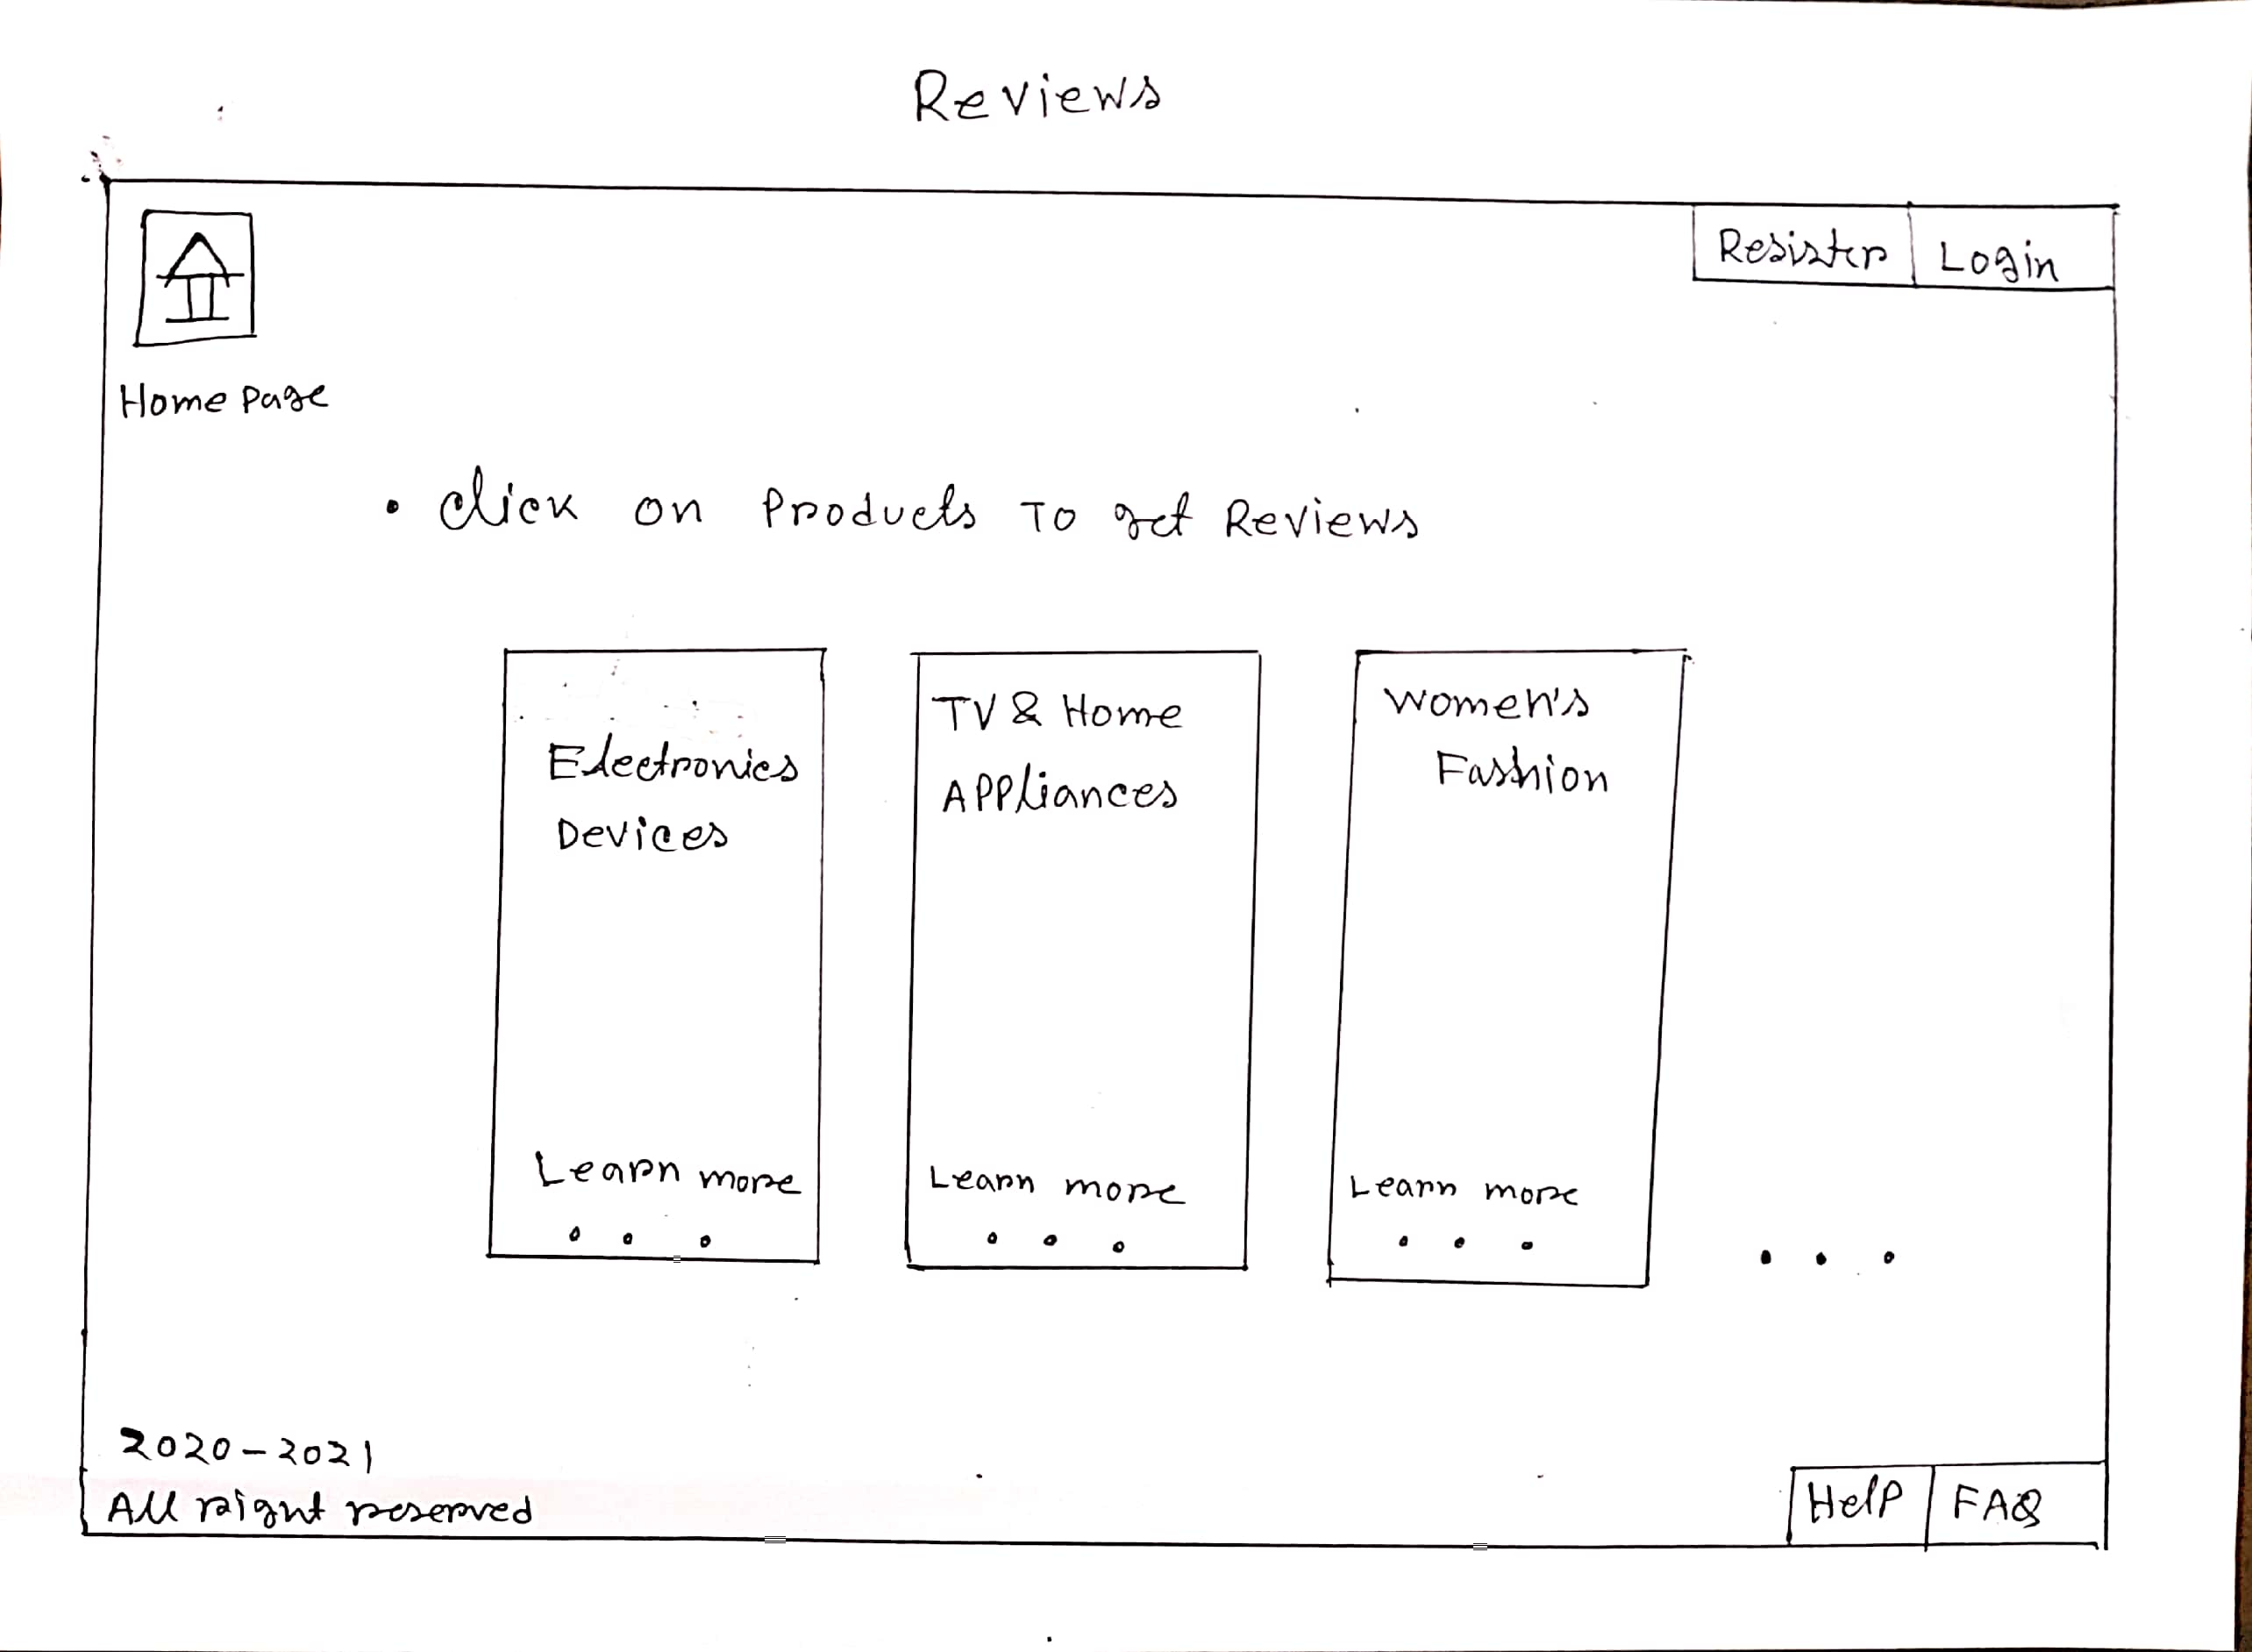 Reviews
Resister Login
Home Page
• Click on Products To get Reviews
Electronics
Devices
Learn more
TV & Home
Appliances
Learn more
Women's
Fashion
Learn more
2020-2021
All right reserved
Help FAQ